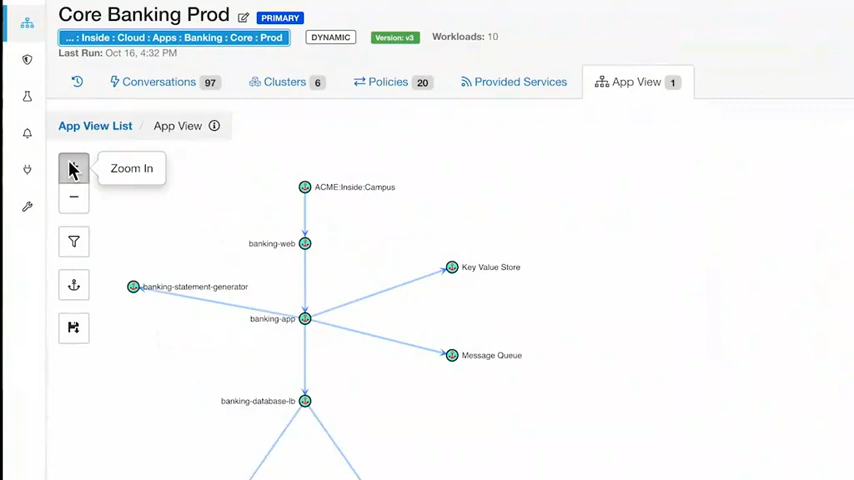 Core Banking Prod PRIMARY
... : Inside : Cloud : Apps : Banking : Core : Prod DYNAMIC Version: v3 Workloads: 10
Last Run: Oct 16, 4:32 PM
Conversations 97 Clusters 6 Policies 20 Provided Services App View 1
App View List / App View
Zoom In
ACME:Inside:Campus
banking-web
Key Value Store
banking-statement-generator
banking-app
Message Queue
banking-database-lb